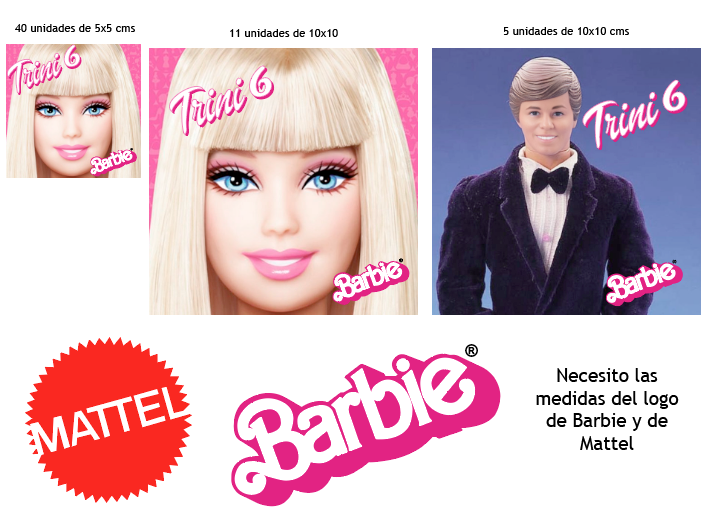 40 unidades de 5x5 cms
11 unidades de 10x10
5 unidades de 10x10 cms
Trini 6
Barbie®
Trini 6
Barbie®
Trini 6
Barbie®
MATTEL
Barbie®
Necesito las
medidas del logo
de Barbie y de
Mattel